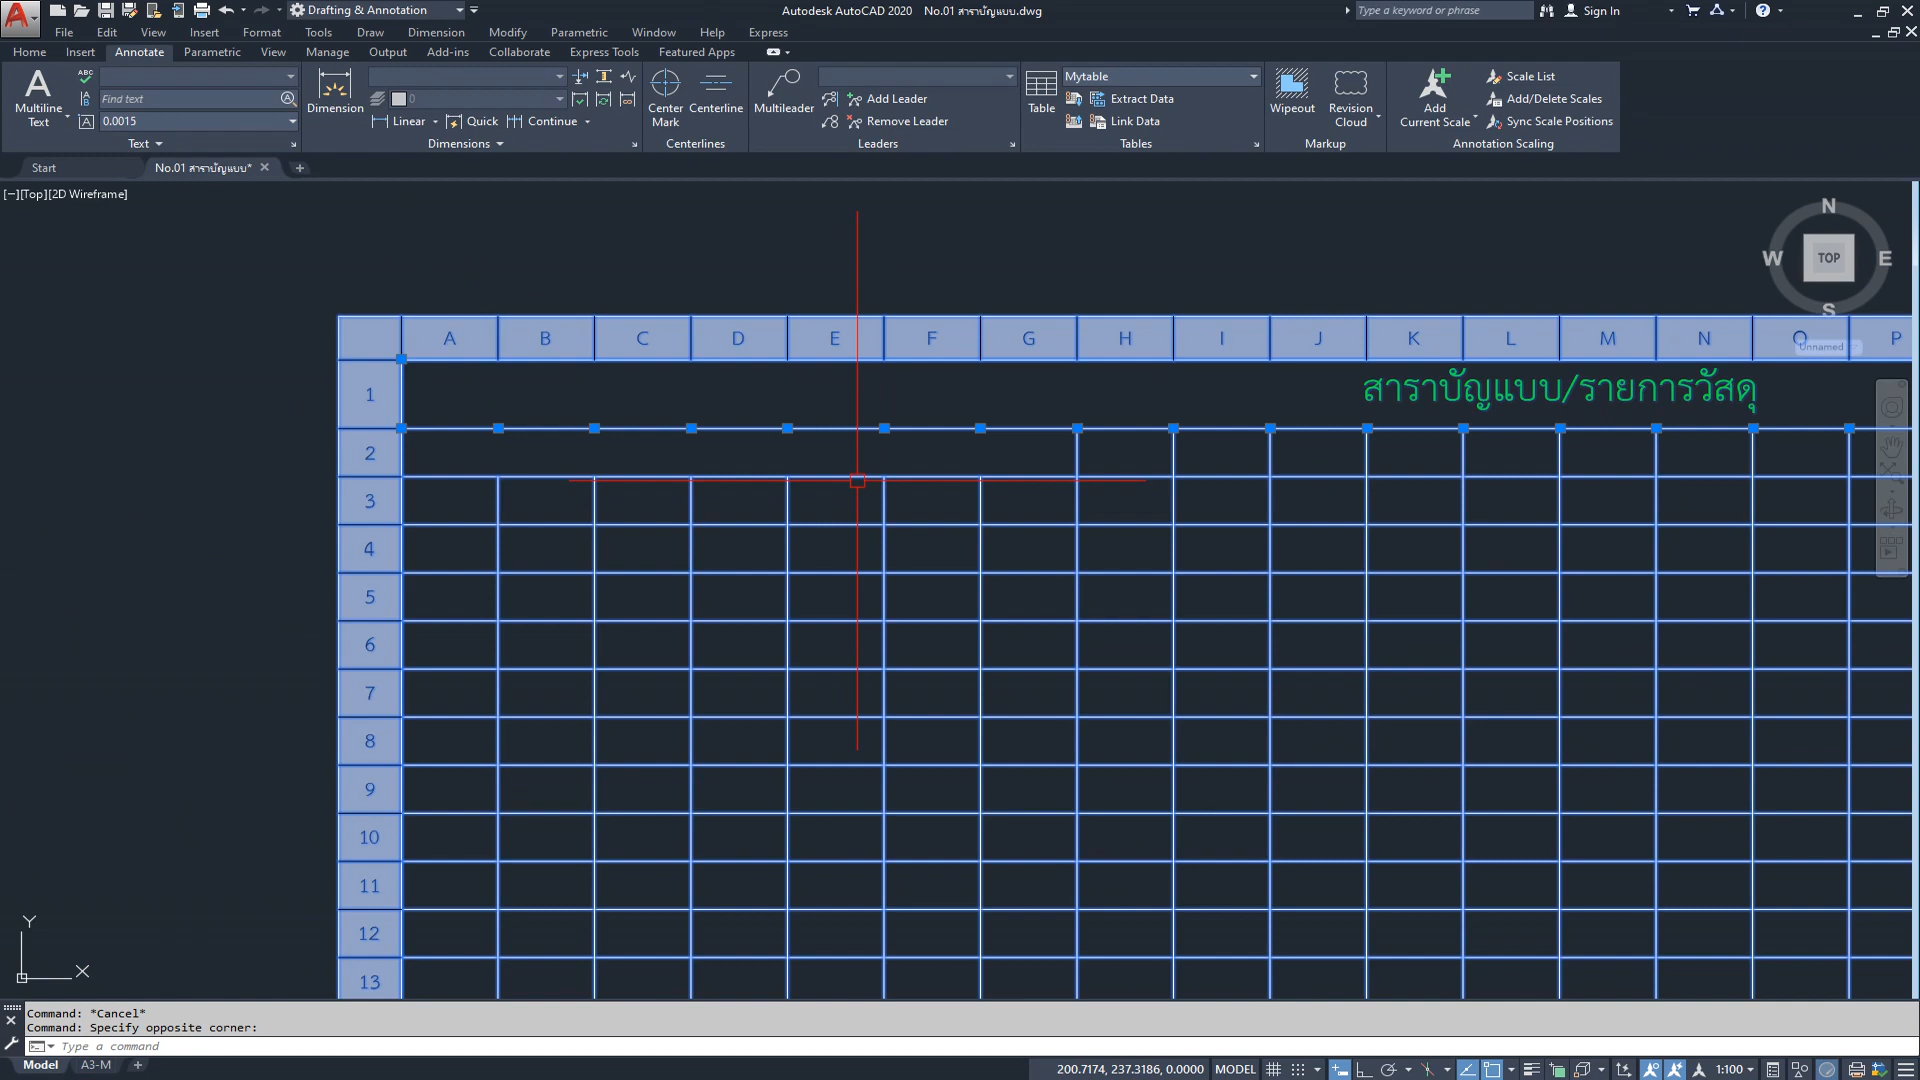 Drafting & Annotation
Autodesk AutoCAD 2020 No.01 สารบัญแบบ.dwg
Type a keyword or phrase
Sign In
File Edit View Insert Format Tools Draw Dimension Modify Parametric Window Help Express
Home Insert Annotate Parametric View Manage Output Add-ins Collaborate Express Tools Featured Apps
Multiline Text
ABC
Find text
0.0015
Text
Dimension
0
Linear Quick Continue
Dimensions
Center Mark
Centerline
Centerlines
Multileader
Add Leader
Remove Leader
Leaders
Table
Mytable
Extract Data
Link Data
Tables
Wipeout
Revision Cloud
Markup
Add Current Scale
Scale List
Add/Delete Scales
Sync Scale Positions
Annotation Scaling
Start
No.01 สาราบัญแบบ*
[−][Top][2D Wireframe]
N
W TOP E
S
Unnamed
A B C D E F G H I J K L M N O P
1 สาราบัญแบบ/รายการวัสดุ
2
3
4
5
6
7
8
9
10
11
12
13
Y
X
Command: *Cancel*
Command: Specify opposite corner:
Type a command
Model A3-M
200.7174, 237.3186, 0.0000 MODEL
1:100